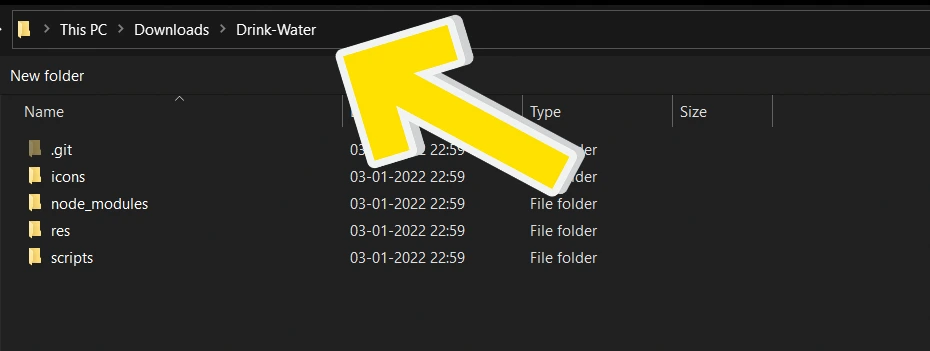 This PC > Downloads > Drink-Water
New folder
Name Type Size
.git 03-01-2022 22:59
icons 03-01-2022 22:59
node_modules 03-01-2022 22:59 File folder
res 03-01-2022 22:59 File folder
scripts 03-01-2022 22:59 File folder